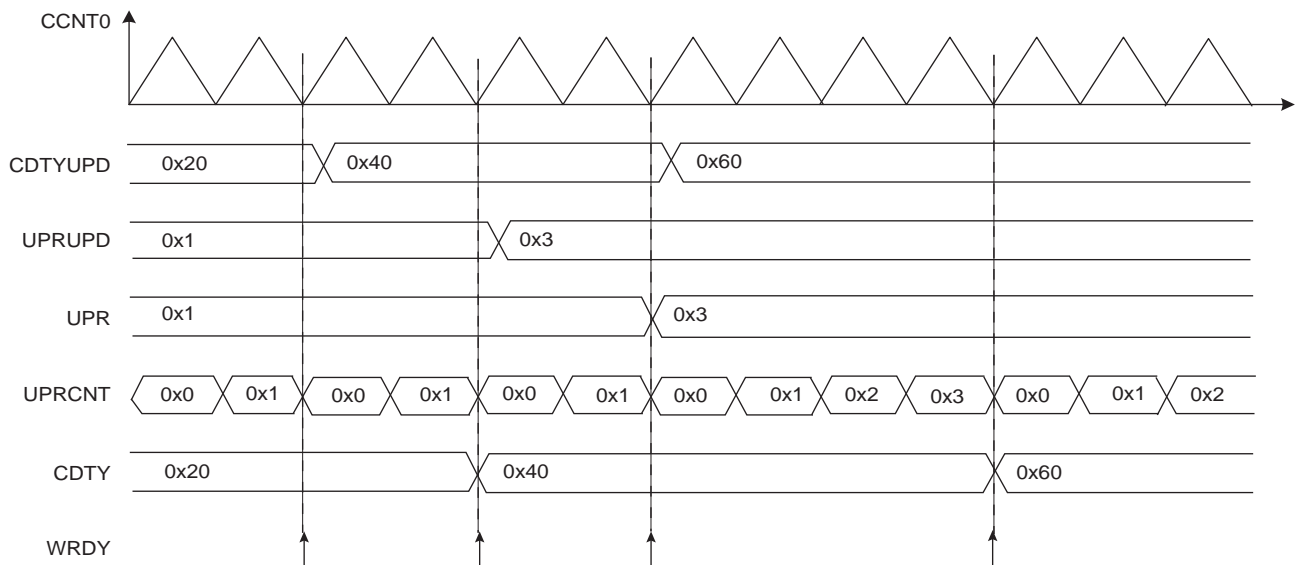 CCNT0
CDTYUPD 0x20 0x40 0x60
UPRUPD 0x1 0x3
UPR 0x1 0x3
UPRCNT 0x0 0x1 0x0 0x1 0x0 0x1 0x0 0x1 0x2 0x3 0x0 0x1 0x2
CDTY 0x20 0x40 0x60
WRDY